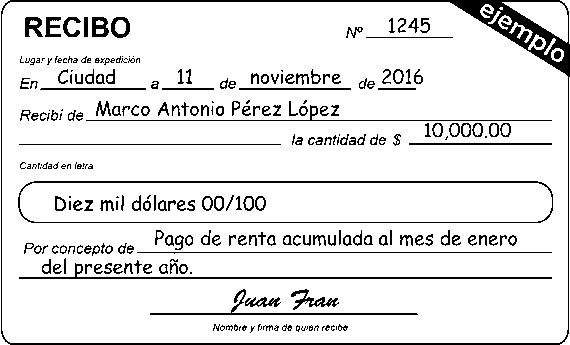 RECIBO
Nº 1245
ejemplo
Lugar y fecha de expedición
En Ciudad a 11 de noviembre de 2016
Recibí de Marco Antonio Pérez López
la cantidad de $ 10,000.00
Cantidad en letra
Diez mil dólares 00/100
Por concepto de Pago de renta acumulada al mes de enero
del presente año.
Juan Fran
Nombre y firma de quien recibe